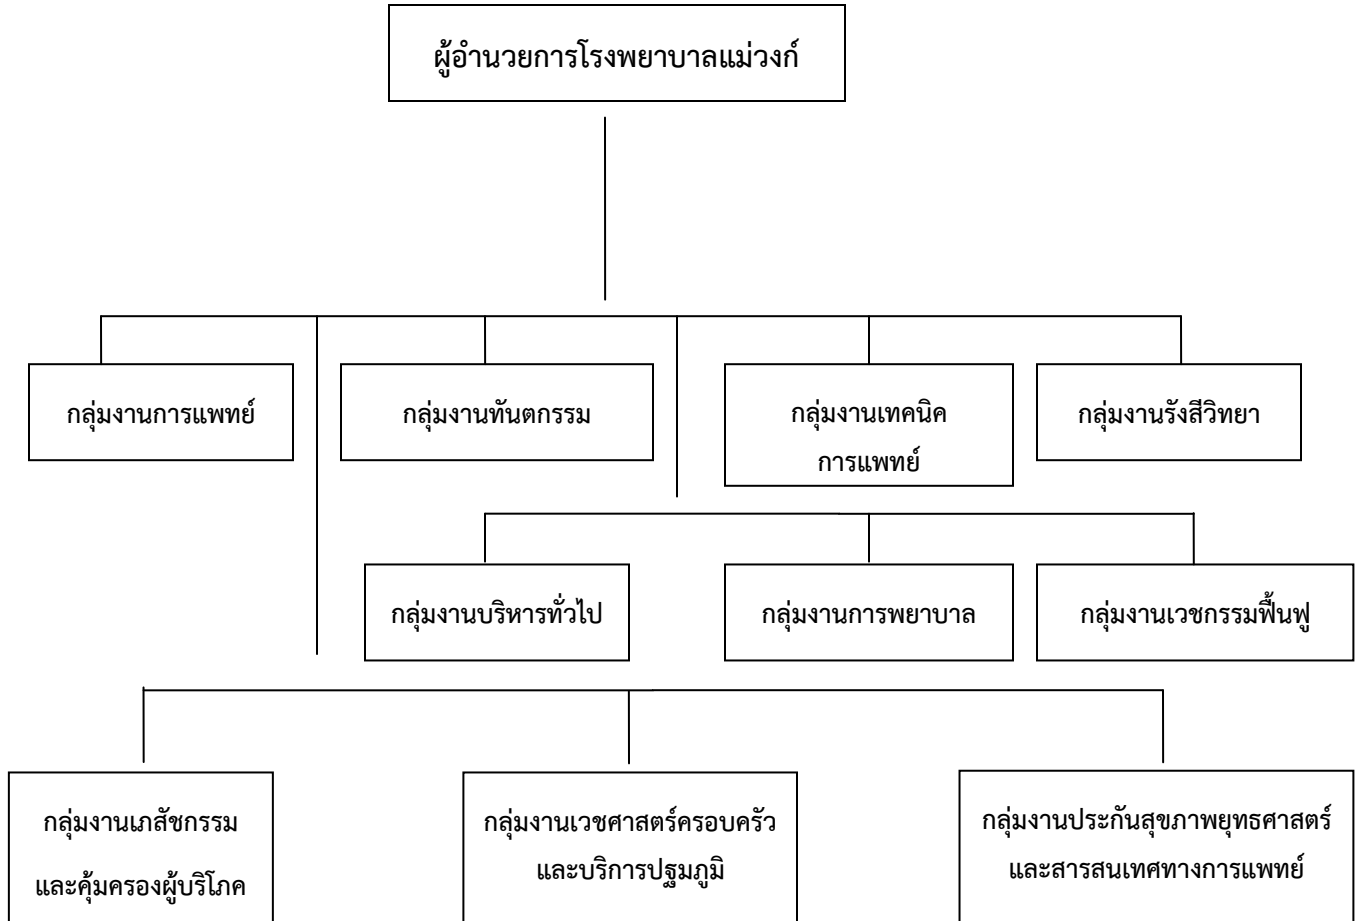 ผู้อำนวยการโรงพยาบาลแม่วงก์
กลุ่มงานการแพทย์
กลุ่มงานทันตกรรม
กลุ่มงานเทคนิค
การแพทย์
กลุ่มงานรังสีวิทยา
กลุ่มงานบริหารทั่วไป
กลุ่มงานการพยาบาล
กลุ่มงานเวชกรรมฟื้นฟู
กลุ่มงานเภสัชกรรม
และคุ้มครองผู้บริโภค
กลุ่มงานเวชศาสตร์ครอบครัว
และบริการปฐมภูมิ
กลุ่มงานประกันสุขภาพยุทธศาสตร์
และสารสนเทศทางการแพทย์